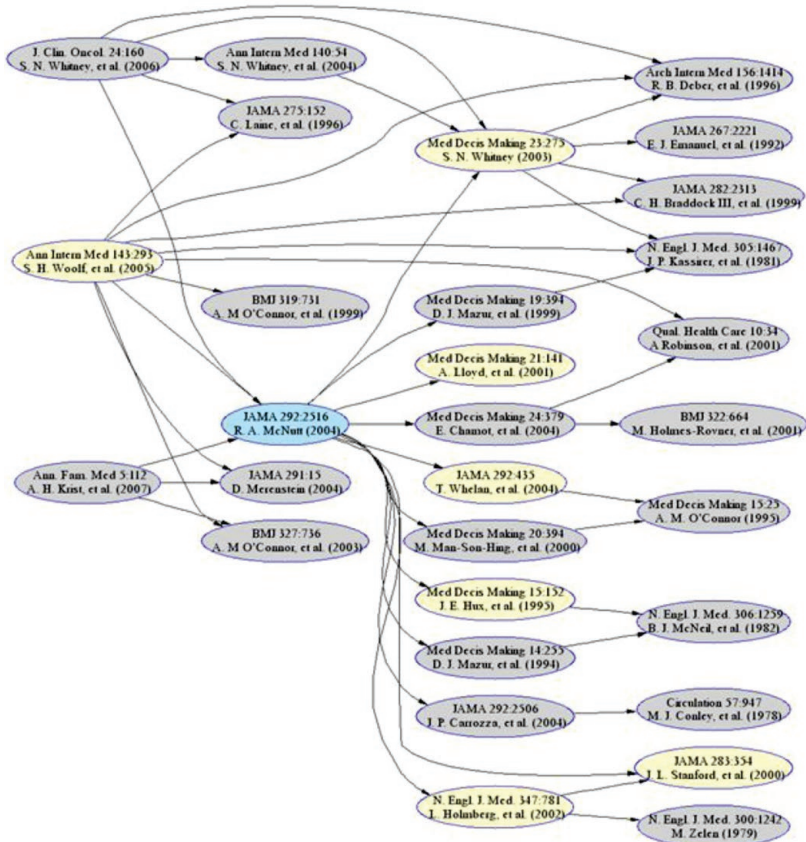 J. Clin. Oncol. 24:160
S. N. Whitney, et al. (2006)
Ann Intern Med 140:54
S. N. Whitney, et al. (2004)
Arch Intern Med 156:1414
R. B. Deber, et al. (1996)
JAMA 275:152
C. Laine, et al. (1996)
Med Decis Making 23:275
S. N. Whitney (2003)
JAMA 267:2221
E. J. Emanuel, et al. (1992)
JAMA 282:2313
C. H. Braddock III, et al. (1999)
Ann Intern Med 143:293
S. H. Woolf, et al. (2005)
N. Engl. J. Med. 305:1467
J. P. Kassirer, et al. (1981)
BMJ 319:731
A. M O'Connor, et al. (1999)
Med Decis Making 19:394
D. J. Mazur, et al. (1999)
Qual. Health Care 10:34
A Robinson, et al. (2001)
Med Decis Making 21:141
A. Lloyd, et al. (2001)
JAMA 292:2516
R. A. McNutt (2004)
Med Decis Making 24:379
E. Chamot, et al. (2004)
BMJ 322:664
M. Holmes-Rovner, et al. (2001)
Ann. Fam. Med 5:112
A. H. Krist, et al. (2007)
JAMA 291:15
D. Merenstein (2004)
JAMA 292:435
T. Whelan, et al. (2004)
Med Decis Making 15:25
A. M. O'Connor (1995)
BMJ 327:736
A. M O'Connor, et al. (2003)
Med Decis Making 20:394
M. Man-Son-Hing, et al. (2000)
Med Decis Making 15:152
J. E. Hux, et al. (1995)
N. Engl. J. Med. 306:1259
B. J. McNeil, et al. (1982)
Med Decis Making 14:255
D. J. Mazur, et al. (1994)
JAMA 292:2506
J. P. Carrozza, et al. (2004)
Circulation 57:947
M. J. Conley, et al. (1978)
JAMA 283:354
J. L. Stanford, et al. (2000)
N. Engl. J. Med. 347:781
L. Holmberg, et al. (2002)
N. Engl. J. Med. 300:1242
M. Zelen (1979)